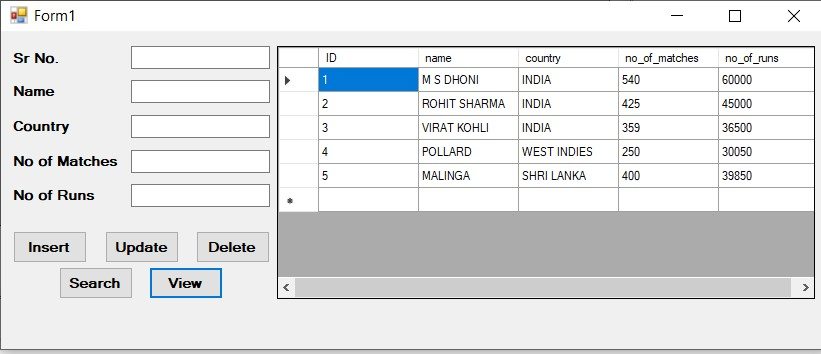 Form1
Sr No.
Name
Country
No of Matches
No of Runs
Insert Update Delete
Search View
ID name country no_of_matches no_of_runs
1 M S DHONI INDIA 540 60000
2 ROHIT SHARMA INDIA 425 45000
3 VIRAT KOHLI INDIA 359 36500
4 POLLARD WEST INDIES 250 30050
5 MALINGA SHRI LANKA 400 39850